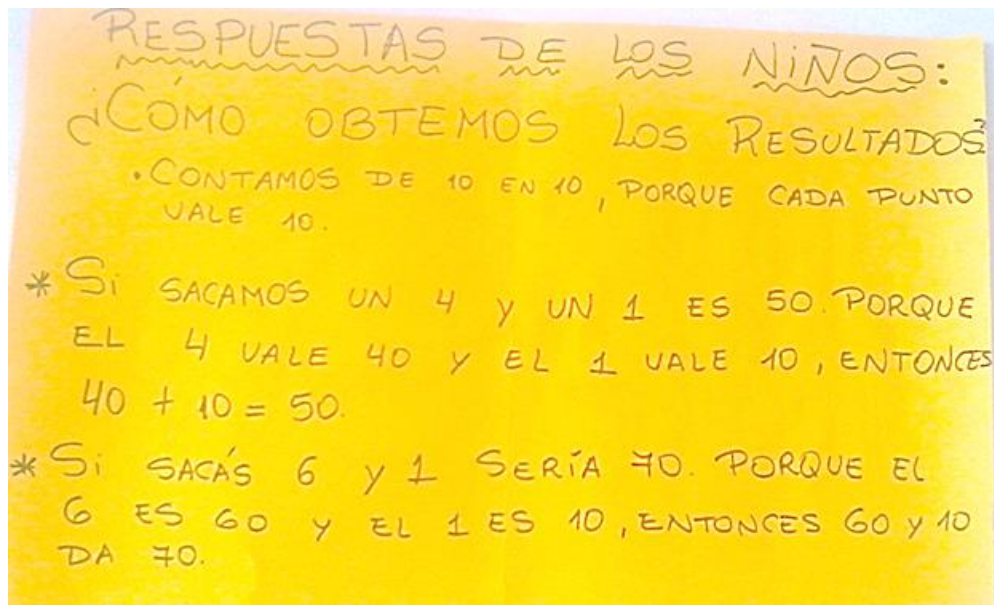 RESPUESTAS DE LOS NIÑOS:
¿CÓMO OBTEMOS LOS RESULTADOS?
• CONTAMOS DE 10 EN 10, PORQUE CADA PUNTO
VALE 10.
* Si SACAMOS UN 4 Y UN 1 ES 50. PORQUE
EL 4 VALE 40 Y EL 1 VALE 10, ENTONCES
40 + 10 = 50.
* Si SACÁS 6 Y 1 SERÍA 70. PORQUE EL
6 ES 60 Y EL 1 ES 10, ENTONCES 60 Y 10
DA 70.